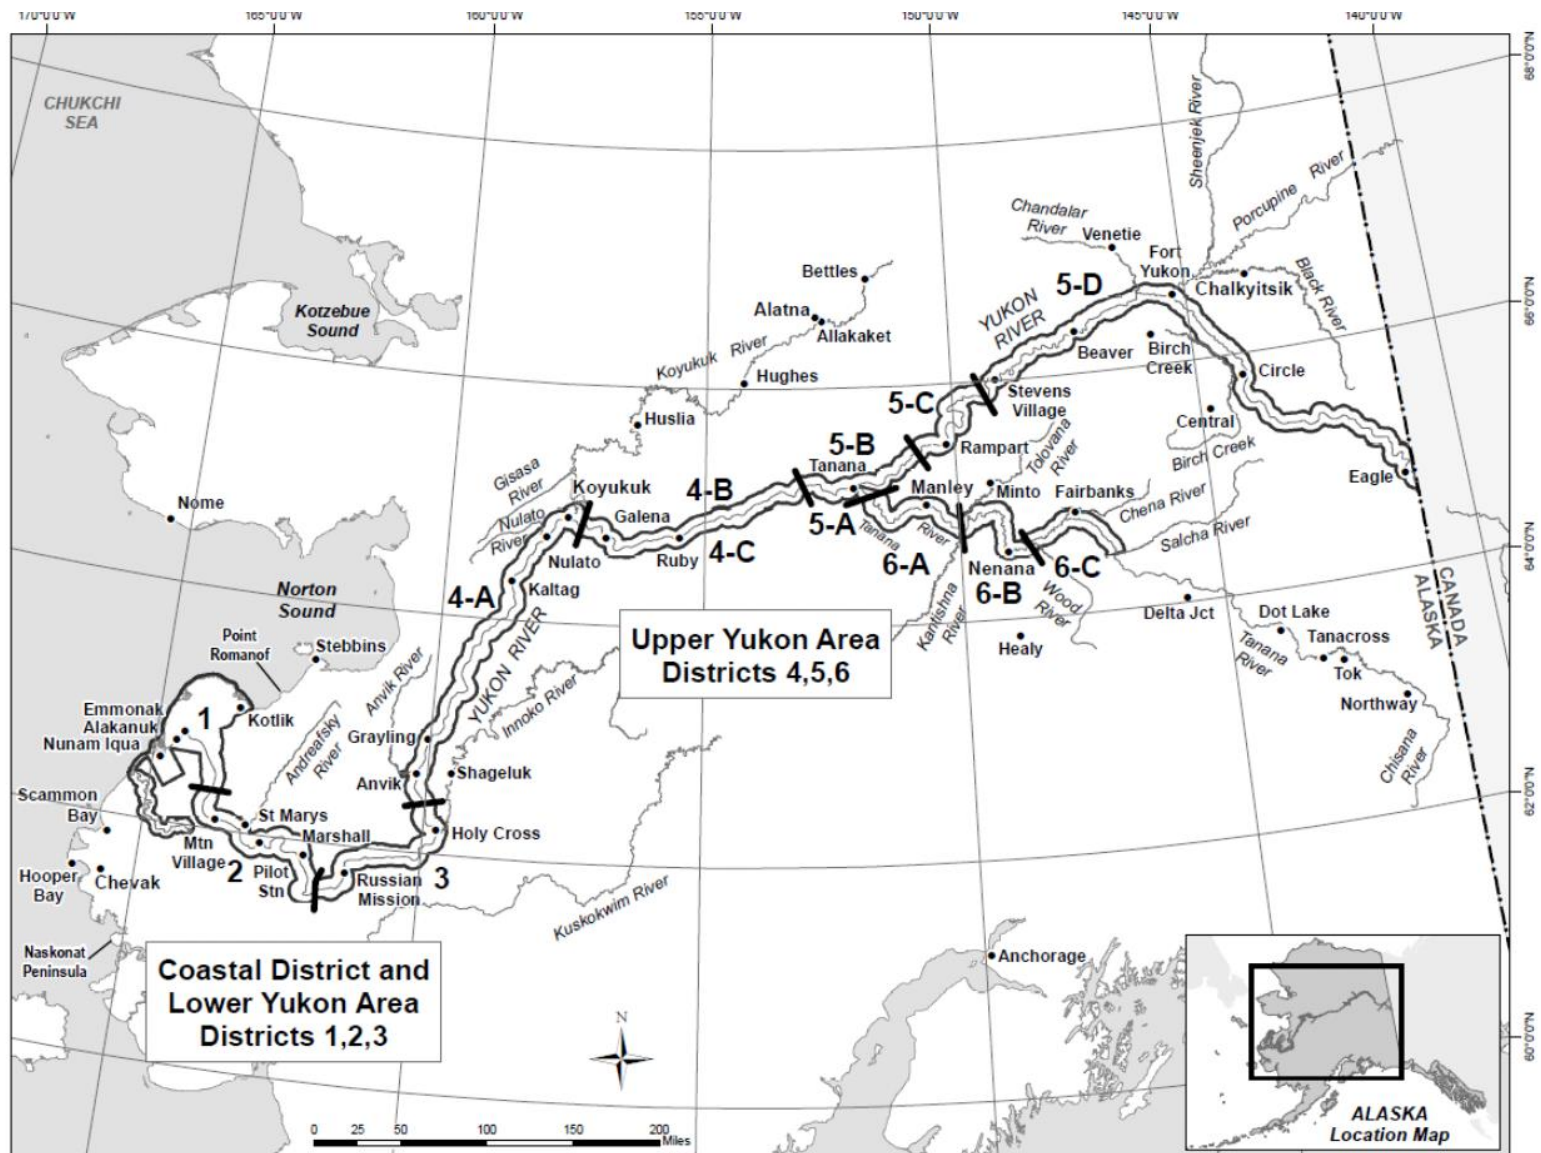 170°0'0"W
165°0'0"W
160°0'0"W
155°0'0"W
150°0'0"W
145°0'0"W
140°0'0"W
68°0'0"N
66°0'0"N
64°0'0"N
62°0'0"N
60°0'0"N
CHUKCHI
SEA
Kotzebue
Sound
Nome
Norton
Sound
Point
Romanof
Stebbins
Emmonak
Alakanuk
Nunam Iqua
1
Kotlik
Scammon
Bay
Hooper
Bay
Chevak
Naskonat
Peninsula
Mtn
Village
2
St Marys
Marshall
Pilot
Stn
Russian
Mission
3
Holy Cross
Andreafsky
River
Anvik River
Anvik
Grayling
Shageluk
Innoko River
YUKON RIVER
Kuskokwim River
4-A
Kaltag
Nulato
Nulato
River
Gisasa
River
Koyukuk
Galena
4-B
Ruby
4-C
Huslia
Koyukuk River
Hughes
Alatna
Allakaket
Bettles
Tanana
5-A
5-B
5-C
Rampart
Stevens
Village
YUKON
RIVER
5-D
Beaver
Birch
Creek
Fort
Yukon
Venetie
Chandalar
River
Sheenjek River
Porcupine River
Chalkyitsik
Black River
Circle
Central
Birch Creek
Eagle
Manley
Minto
Tolovana
River
Fairbanks
Chena River
Salcha River
Tanana
River
6-A
Nenana
6-B
6-C
Kantishna
River
Wood
River
Healy
Delta Jct
Dot Lake
Tanacross
Tok
Tanana
River
Northway
Chisana
River
CANADA
ALASKA
Upper Yukon Area
Districts 4,5,6
Coastal District and
Lower Yukon Area
Districts 1,2,3
Anchorage
N
0 25 50 100 150 200
Miles
ALASKA
Location Map